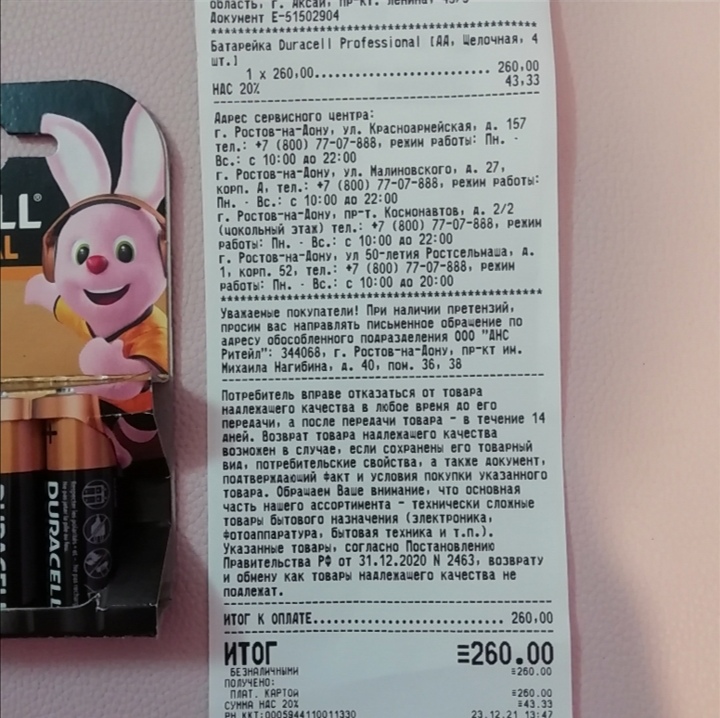 область, г. Аксай, пр-кт. Ленина,
Документ Е-51502904
Батарейка Duracell Professional [АА, Щелочная, 4
шт.]
1 x 260,00.............................. 260,00
НДС 20% 43,33
Адрес сервисного центра:
г. Ростов-на-Дону, ул. Красноармейская, д. 157
тел.: +7 (800) 77-07-888, режим работы: Пн. -
Вс.: с 10:00 до 22:00
г. Ростов-на-Дону, ул. Малиновского, д. 27,
корп. А, тел.: +7 (800) 77-07-888, режим работы:
Пн. - Вс.: с 10:00 до 22:00
г. Ростов-на-Дону, пр-т. Космонавтов, д. 2/2
(цокольный этаж) тел.: +7 (800) 77-07-888, режим
работы: Пн. - Вс.: с 10:00 до 22:00
г. Ростов-на-Дону, ул 50-летия Ростсельмаша, д.
1, корп. 52, тел.: +7 (800) 77-07-888, режим
работы: Пн. - Вс.: с 10:00 до 20:00
Уважаемые покупатели! При наличии претензий,
просим вас направлять письменное обращение по
адресу обособленного подразделения ООО "ДНС
Ритейл": 344068, г. Ростов-на-Дону, пр-кт им.
Михаила Нагибина, д. 40, пом. 36, 38
Потребитель вправе отказаться от товара
надлежащего качества в любое время до его
передачи, а после передачи товара - в течение 14
дней. Возврат товара надлежащего качества
возможен в случае, если сохранены его товарный
вид, потребительские свойства, а также документ,
подтверждающий факт и условия покупки указанного
товара. Обращаем Ваше внимание, что основная
часть нашего ассортимента - технически сложные
товары бытового назначения (электроника,
фотоаппаратура, бытовая техника и т.п.).
Указанные товары, согласно Постановлению
Правительства РФ от 31.12.2020 N 2463, возврату
и обмену как товары надлежащего качества не
подлежат.
ИТОГ К ОПЛАТЕ.............................. 260,00
ИТОГ ≡260.00
БЕЗНАЛИЧНЫМИ ≡260.00
ПОЛУЧЕНО:
ПЛАТ. КАРТОЙ ≡260.00
СУММА НДС 20% ≡43.33
РН ККТ:0005944110011330 23.12.21 13:47
LL®
AL
DURACELL
DURACELL